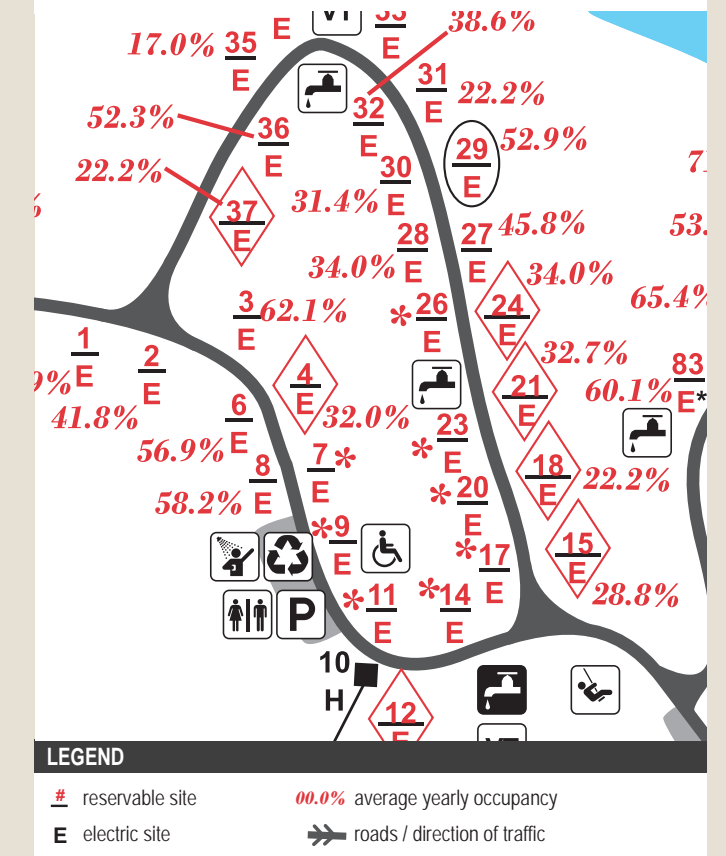 E
38.6%
17.0%
35
E
E
31
E
22.2%
32
E
52.3%
36
E
29
E
52.9%
22.2%
30
E
31.4%
37
E
28
E
34.0%
27
E
45.8%
53.
34.0%
65.4%
3
E
62.1%
* 26
E
24
E
1
E
2
E
9%
41.8%
32.7%
83
E*
60.1%
4
E
32.0%
21
E
6
E
56.9%
* 23
E
7 *
E
8
E
58.2%
18
E
22.2%
* 20
E
* 9
E
* 17
E
15
E
28.8%
* 11
E
* 14
E
P
10
H
12
E
LEGEND
# reservable site
00.0% average yearly occupancy
E electric site
roads / direction of traffic